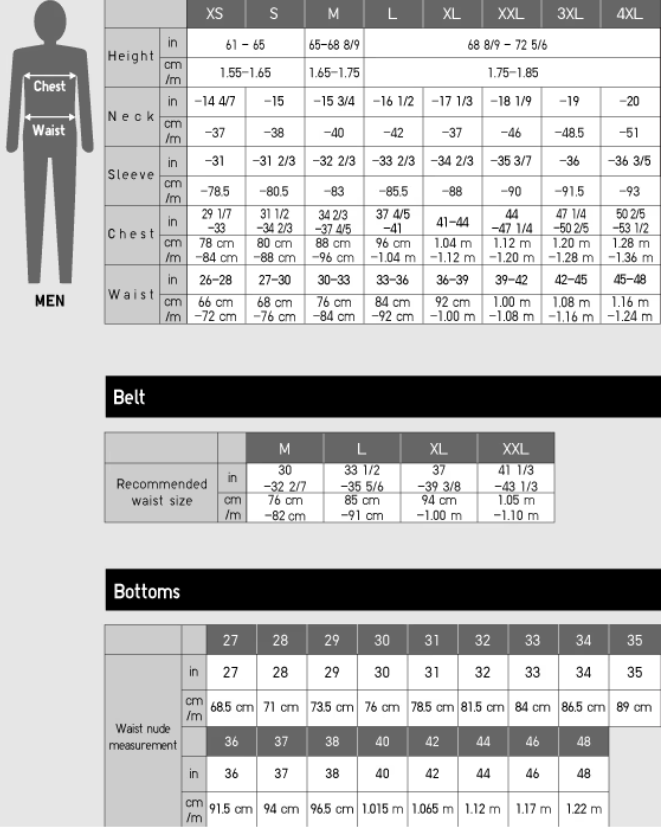 XS S M L XL XXL 3XL 4XL
Height in 61 - 65 65-68 8/9 68 8/9 - 72 5/6
cm /m 1.55-1.65 1.65-1.75 1.75-1.85
Neck in -14 4/7 -15 -15 3/4 -16 1/2 -17 1/3 -18 1/9 -19 -20
cm /m -37 -38 -40 -42 -37 -46 -48.5 -51
Sleeve in -31 -31 2/3 -32 2/3 -33 2/3 -34 2/3 -35 3/7 -36 -36 3/5
cm /m -78.5 -80.5 -83 -85.5 -88 -90 -91.5 -93
Chest in 29 1/7 -33 31 1/2 -34 2/3 34 2/3 -37 4/5 37 4/5 -41 41-44 44 -47 1/4 47 1/4 -50 2/5 50 2/5 -53 1/2
cm /m 78 cm -84 cm 80 cm -88 cm 88 cm -96 cm 96 cm -1.04 m 1.04 m -1.12 m 1.12 m -1.20 m 1.20 m -1.28 m 1.28 m -1.36 m
Waist in 26-28 27-30 30-33 33-36 36-39 39-42 42-45 45-48
cm /m 66 cm -72 cm 68 cm -76 cm 76 cm -84 cm 84 cm -92 cm 92 cm -1.00 m 1.00 m -1.08 m 1.08 m -1.16 m 1.16 m -1.24 m
Chest
Waist
MEN
Belt
M L XL XXL
Recommended waist size in 30 -32 2/7 33 1/2 -35 5/6 37 -39 3/8 41 1/3 -43 1/3
cm /m 76 cm -82 cm 85 cm -91 cm 94 cm -1.00 m 1.05 m -1.10 m
Bottoms
27 28 29 30 31 32 33 34 35
in 27 28 29 30 31 32 33 34 35
cm /m 68.5 cm 71 cm 73.5 cm 76 cm 78.5 cm 81.5 cm 84 cm 86.5 cm 89 cm
Waist nude measurement
36 37 38 40 42 44 46 48
in 36 37 38 40 42 44 46 48
cm /m 91.5 cm 94 cm 96.5 cm 1.015 m 1.065 m 1.12 m 1.17 m 1.22 m